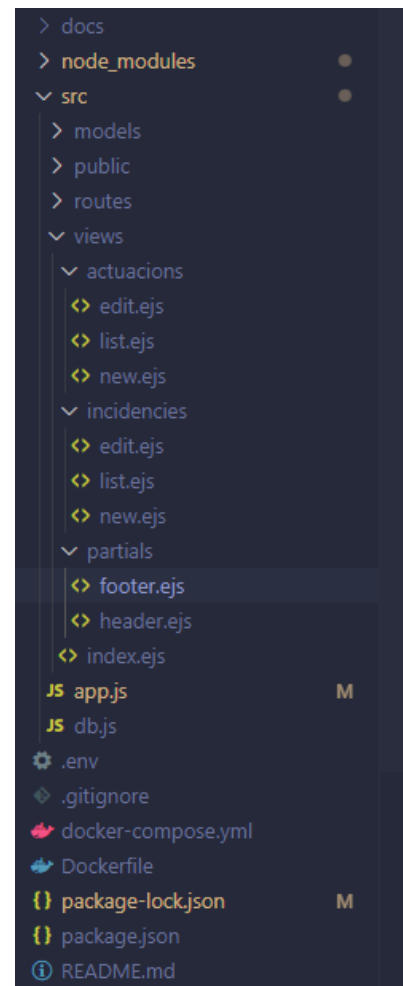 docs
node_modules
src
models
public
routes
views
actuacions
edit.ejs
list.ejs
new.ejs
incidencies
edit.ejs
list.ejs
new.ejs
partials
footer.ejs
header.ejs
index.ejs
JS app.js M
JS db.js
.env
.gitignore
docker-compose.yml
Dockerfile
{} package-lock.json M
{} package.json
README.md